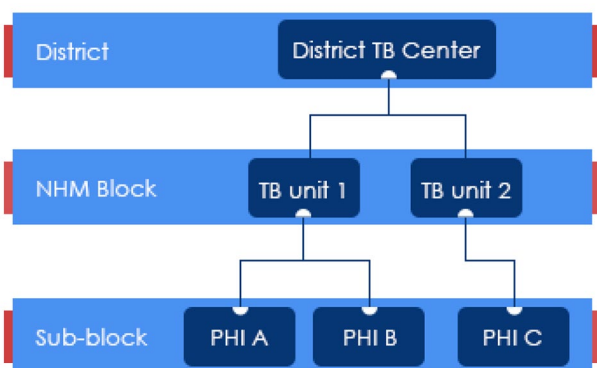 District
District TB Center
NHM Block
TB unit 1
TB unit 2
Sub-block
PHI A
PHI B
PHI C